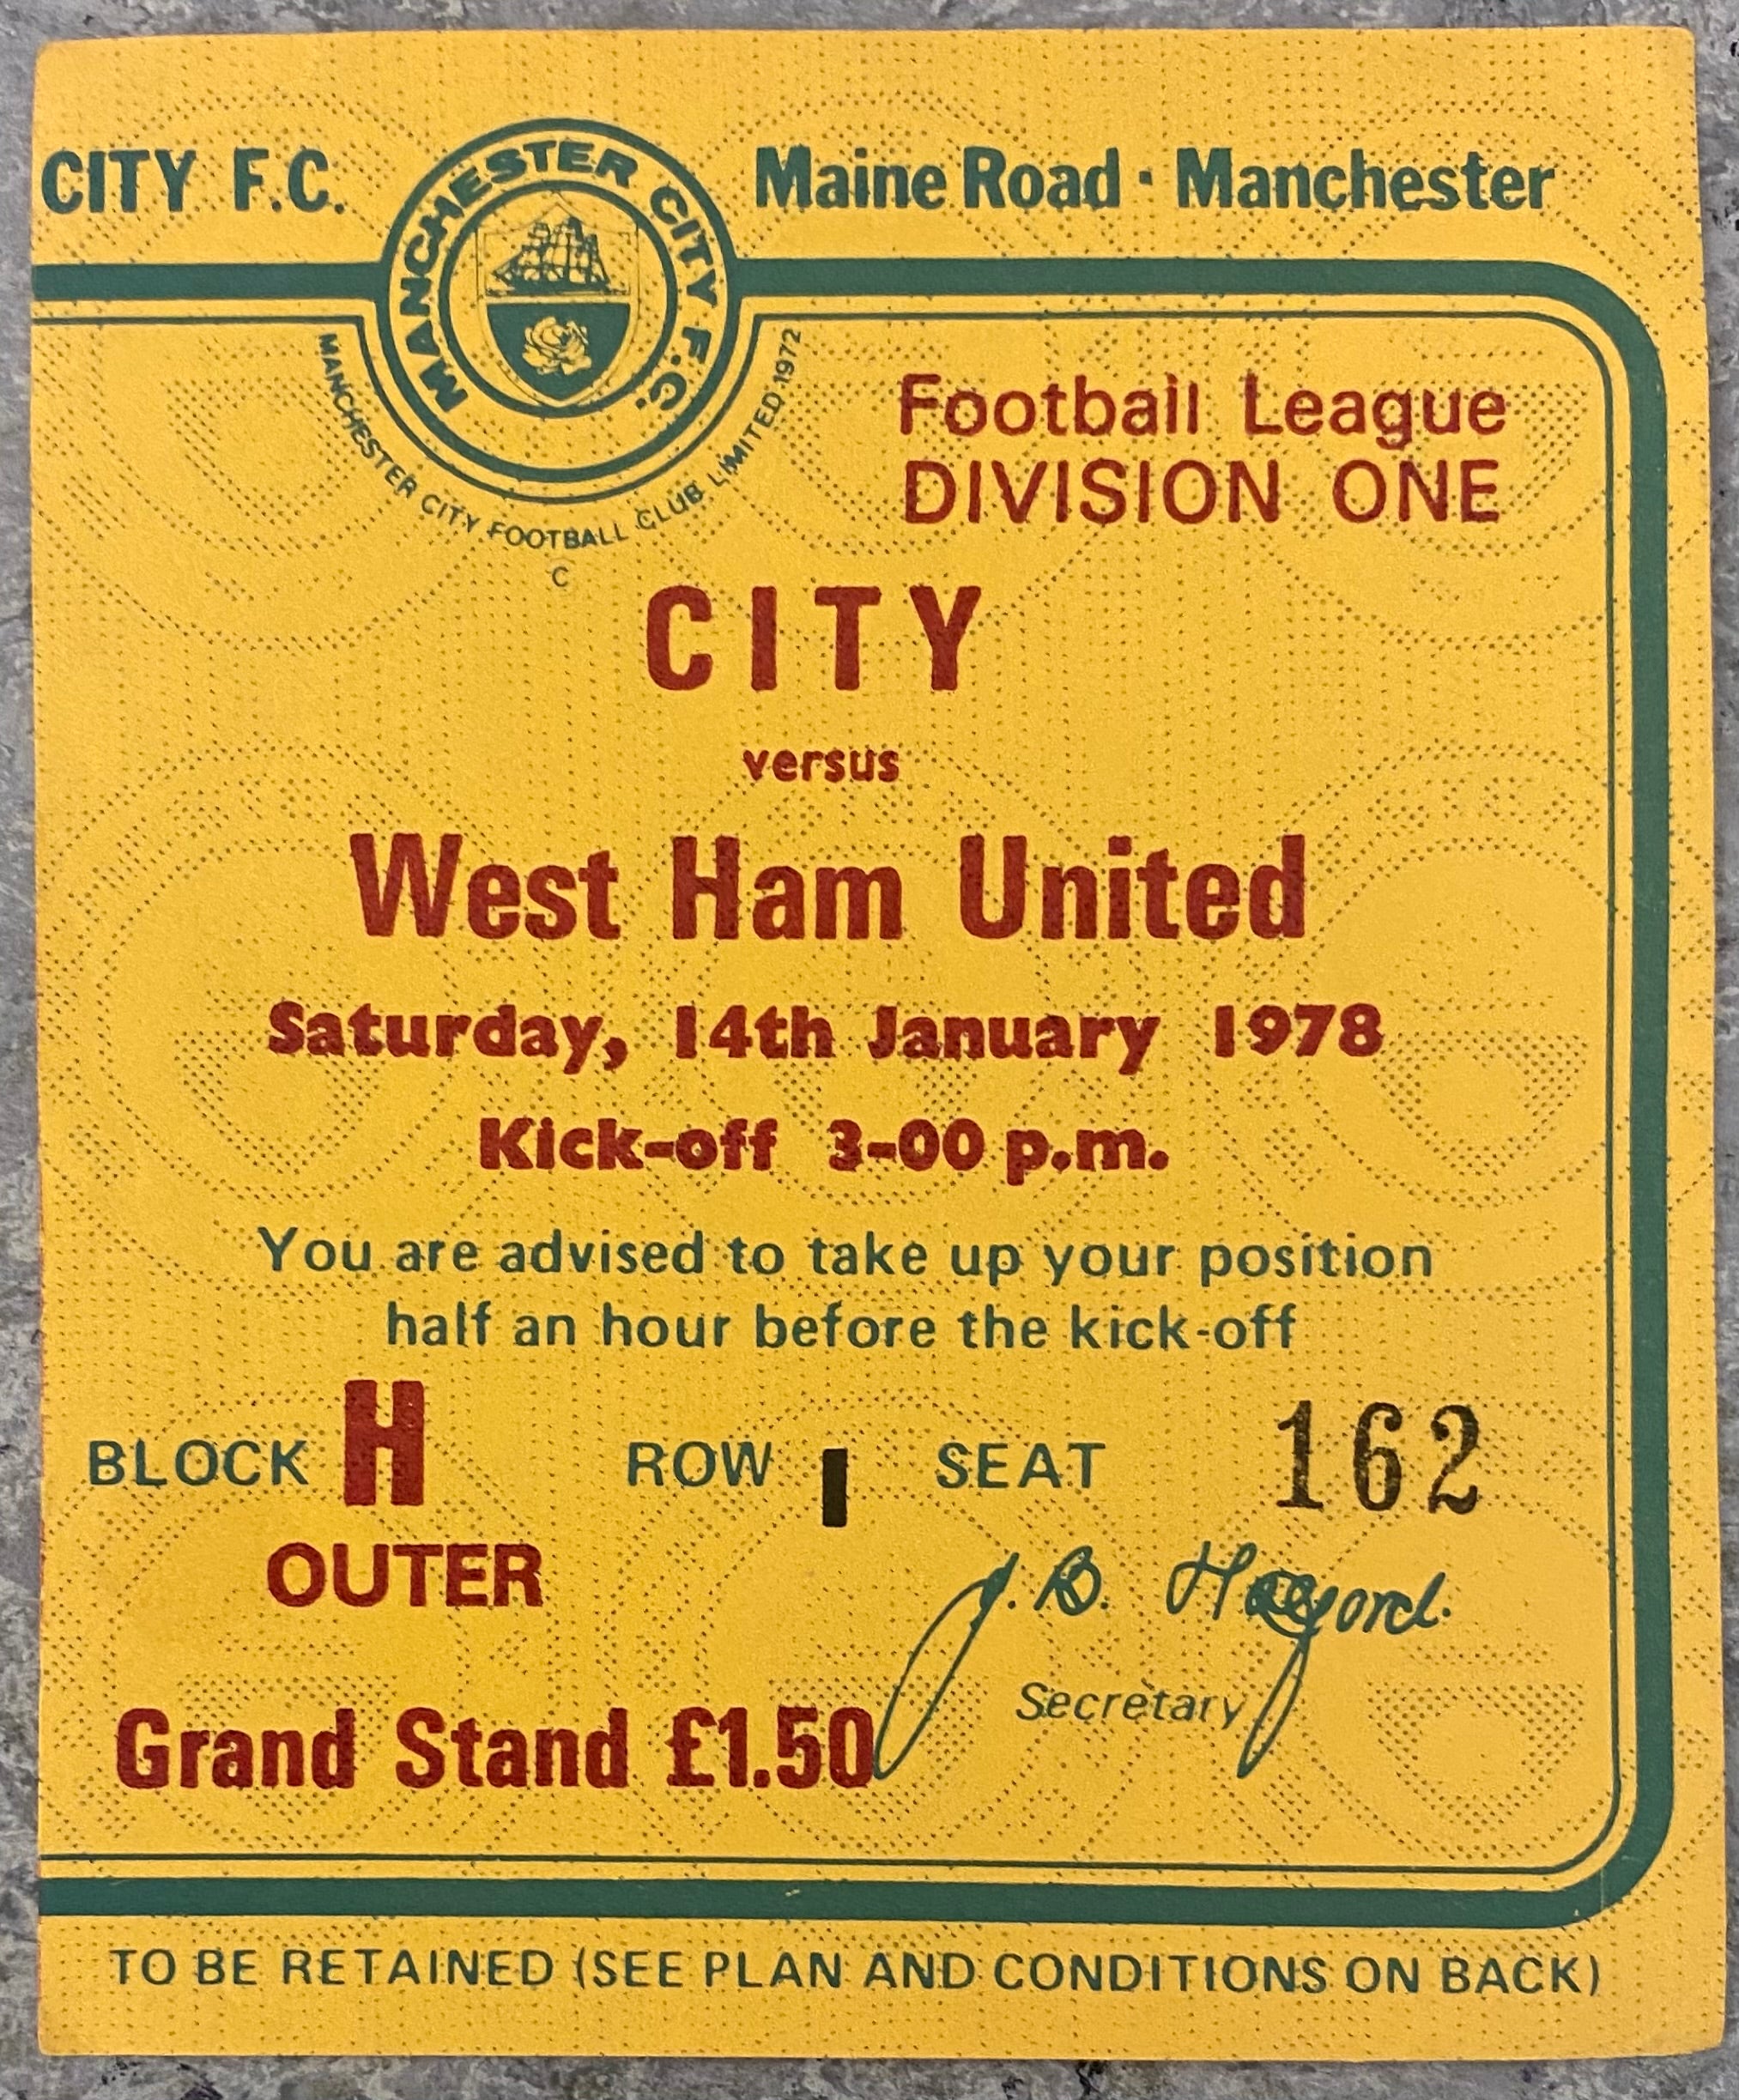 CITY F.C.
Maine Road · Manchester
MANCHESTER CITY F.C.
MANCHESTER CITY FOOTBALL CLUB LIMITED 1972
C
Football League
DIVISION ONE
CITY
versus
West Ham United
Saturday, 14th January 1978
Kick-off 3-00 p.m.
You are advised to take up your position
half an hour before the kick-off
BLOCK H ROW I SEAT 162
OUTER
J. B. Halford.
Secretary
Grand Stand £1.50
TO BE RETAINED (SEE PLAN AND CONDITIONS ON BACK)